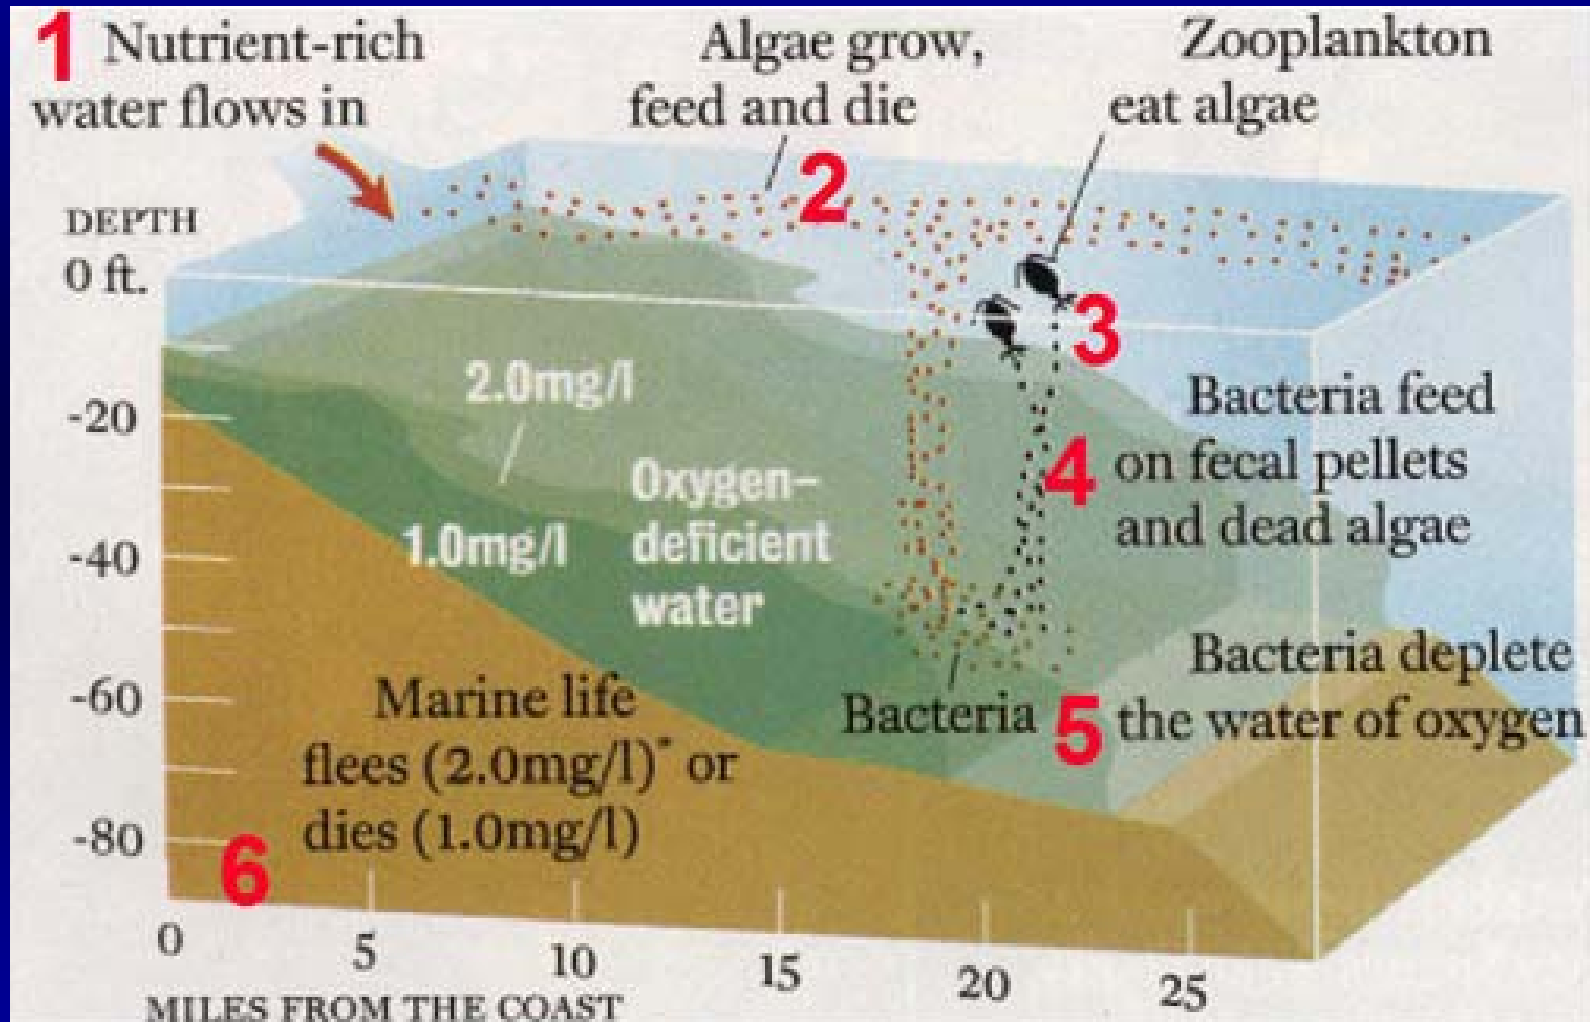 1 Nutrient-rich
water flows in
Algae grow,
feed and die
2
Zooplankton
eat algae
3
DEPTH
0 ft.
-20
-40
-60
-80
2.0mg/l
1.0mg/l
Oxygen-
deficient
water
Bacteria feed
4 on fecal pellets
and dead algae
Bacteria
Bacteria deplete
5 the water of oxygen
Marine life
flees (2.0mg/l)* or
dies (1.0mg/l)
6
0
5
10
15
20
25
MILES FROM THE COAST